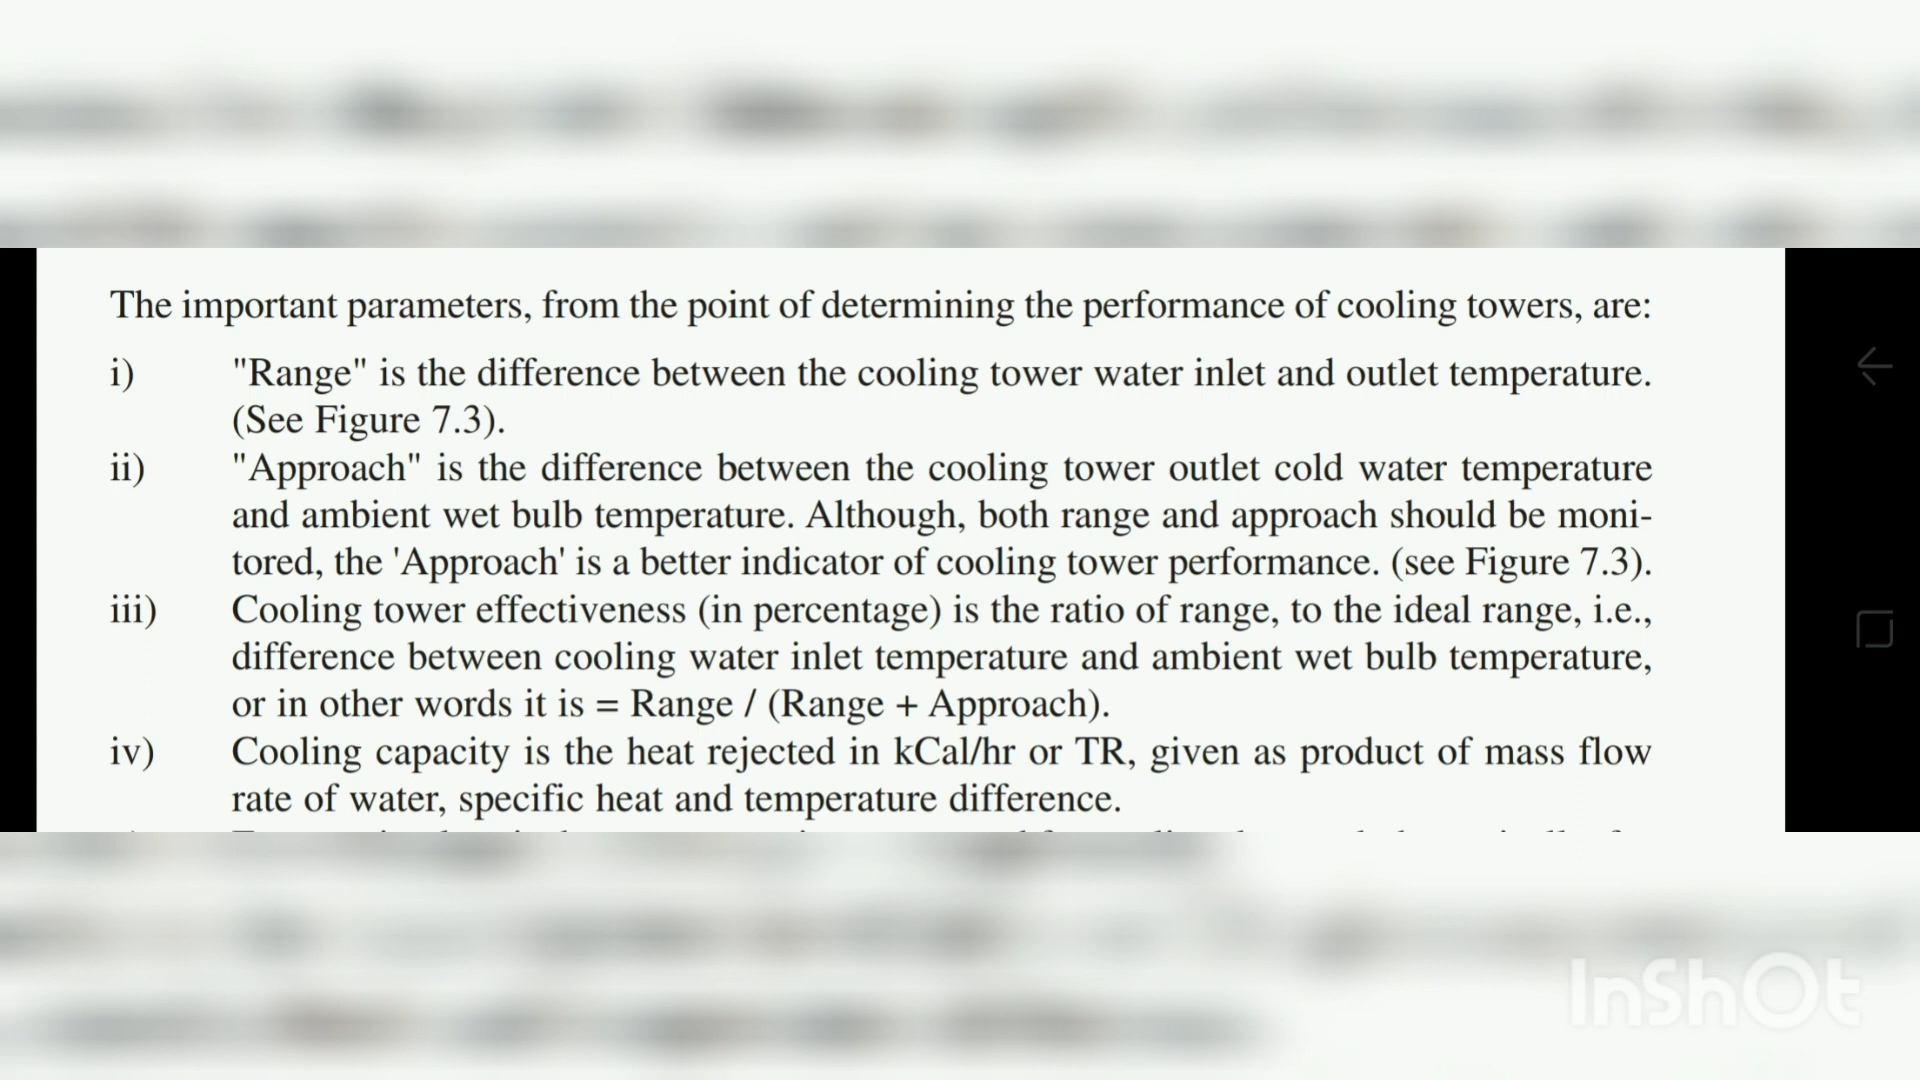 The important parameters, from the point of determining the performance of cooling towers, are:
i) "Range" is the difference between the cooling tower water inlet and outlet temperature.
(See Figure 7.3).
ii) "Approach" is the difference between the cooling tower outlet cold water temperature
and ambient wet bulb temperature. Although, both range and approach should be moni-
tored, the 'Approach' is a better indicator of cooling tower performance. (see Figure 7.3).
iii) Cooling tower effectiveness (in percentage) is the ratio of range, to the ideal range, i.e.,
difference between cooling water inlet temperature and ambient wet bulb temperature,
or in other words it is = Range / (Range + Approach).
iv) Cooling capacity is the heat rejected in kCal/hr or TR, given as product of mass flow
rate of water, specific heat and temperature difference.
InShOt